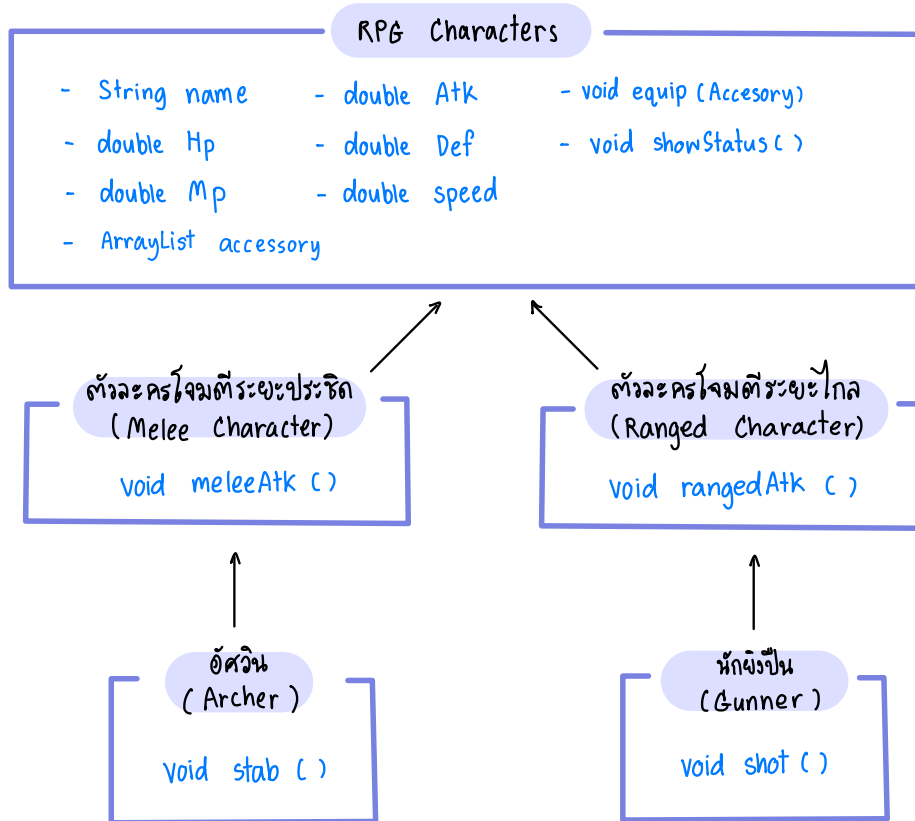 RPG Characters
- String name
- double Hp
- double Mp
- ArrayList accessory
- double Atk
- double Def
- double speed
- void equip (Accesory)
- void showStatus ( )
ตัวละครโจมตีระยะประชิด
(Melee Character)
void meleeAtk ( )
ตัวละครโจมตีระยะไกล
(Ranged Character)
void rangedAtk ( )
อัศวิน
(Archer)
void stab ( )
นักยิงปืน
(Gunner)
void shot ( )